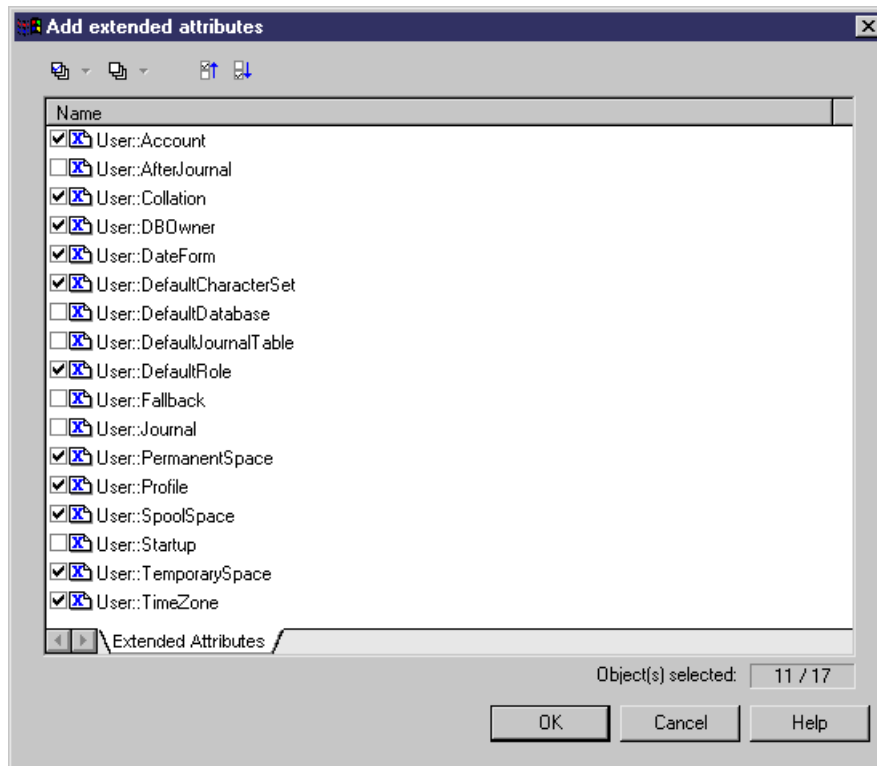 Add extended attributes
Name
User::Account
User::AfterJournal
User::Collation
User::DBOwner
User::DateForm
User::DefaultCharacterSet
User::DefaultDatabase
User::DefaultJournalTable
User::DefaultRole
User::Fallback
User::Journal
User::PermanentSpace
User::Profile
User::SpoolSpace
User::Startup
User::TemporarySpace
User::TimeZone
Extended Attributes
Object(s) selected: 11 / 17
OK Cancel Help